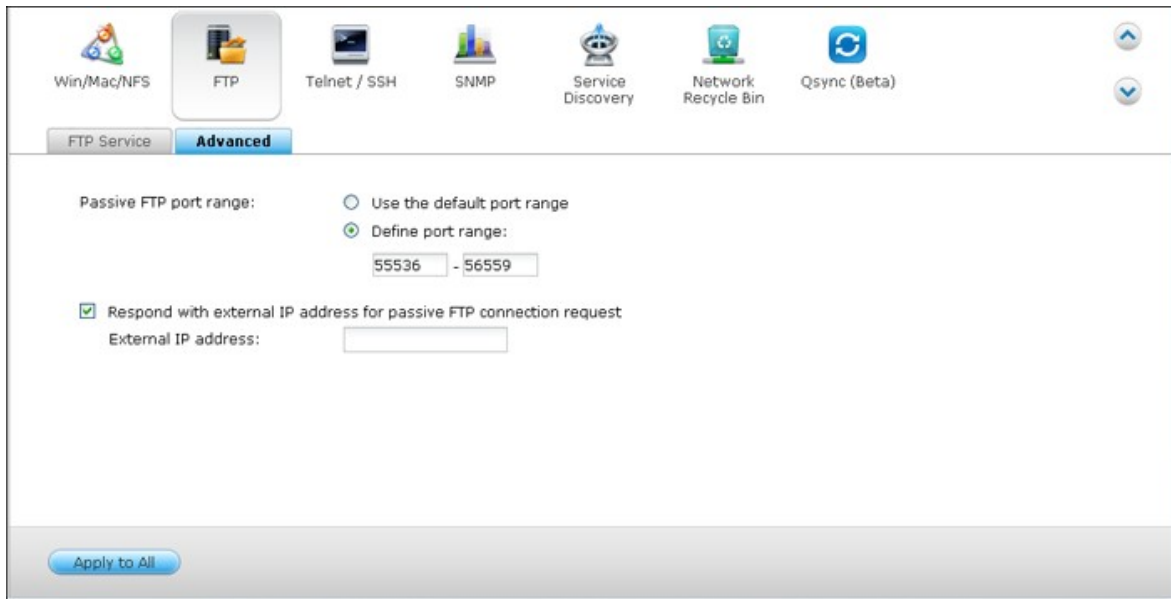 Win/Mac/NFS
FTP
Telnet / SSH
SNMP
Service
Discovery
Network
Recycle Bin
Qsync (Beta)
FTP Service
Advanced
Passive FTP port range:
Use the default port range
Define port range:
55536 - 56559
Respond with external IP address for passive FTP connection request
External IP address:
Apply to All